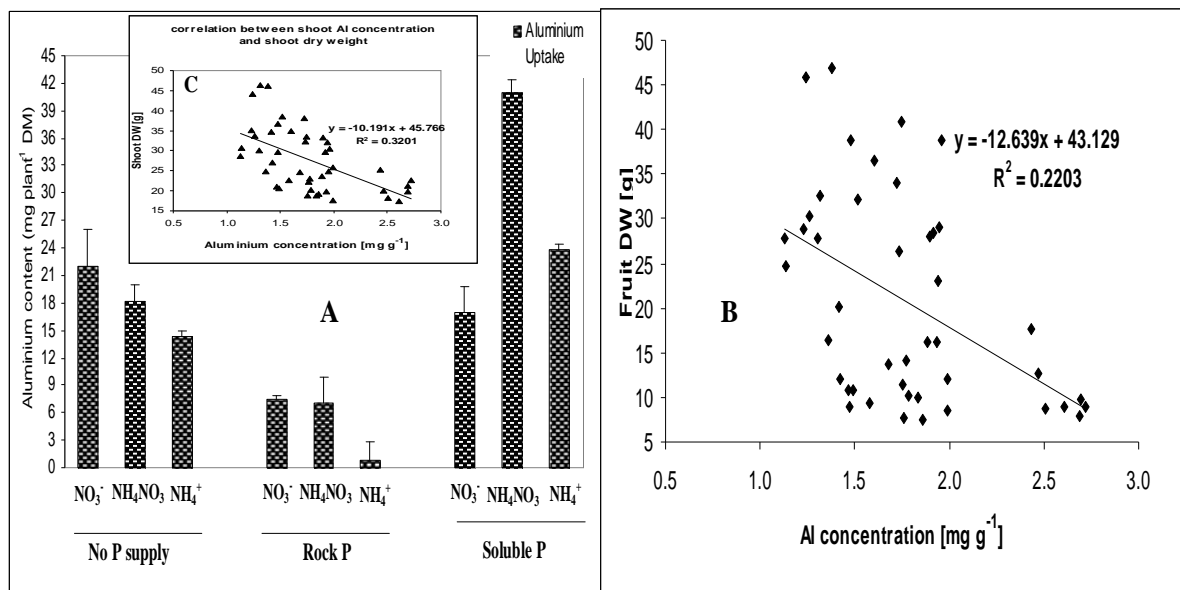 correlation between shoot Al concentration
and shoot dry weight
Aluminium
Uptake
C
50
45
40
35
30
25
20
15
Shoot DW[g]
y = -10.191x + 45.766
R² = 0.3201
0.5 1.0 1.5 2.0 2.5 3.0
Aluminium concentration [mg g⁻¹]
45
42
39
36
33
30
27
24
21
18
15
12
9
6
3
0
Aluminium content (mg plant⁻¹ DM)
A
NO₃⁻ NH₄NO₃ NH₄⁺ NO₃⁻ NH₄NO₃ NH₄⁺ NO₃⁻ NH₄NO₃ NH₄⁺
No P supply Rock P Soluble P
50
45
40
35
30
25
20
15
10
5
Fruit DW [g]
y = -12.639x + 43.129
R² = 0.2203
B
0.5 1.0 1.5 2.0 2.5 3.0
Al concentration [mg g⁻¹]